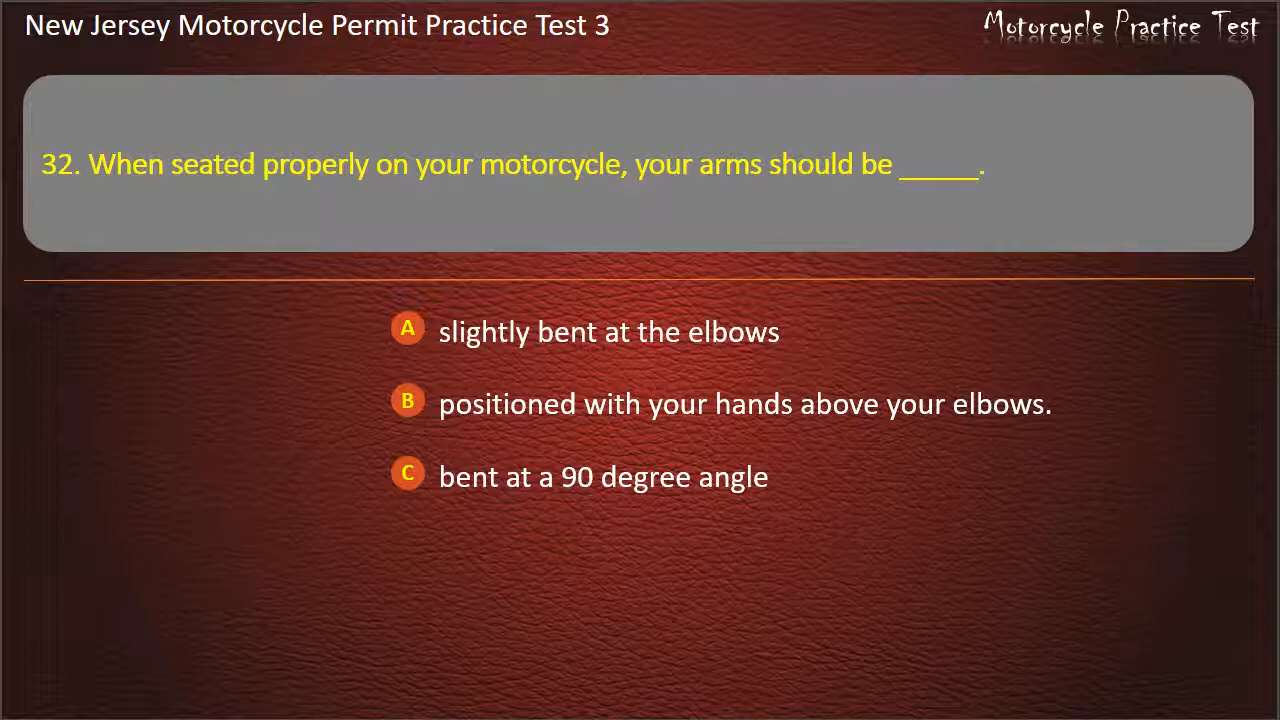 New Jersey Motorcycle Permit Practice Test 3
Motorcycle Practice Test
32. When seated properly on your motorcycle, your arms should be _____.
A slightly bent at the elbows
B positioned with your hands above your elbows.
C bent at a 90 degree angle